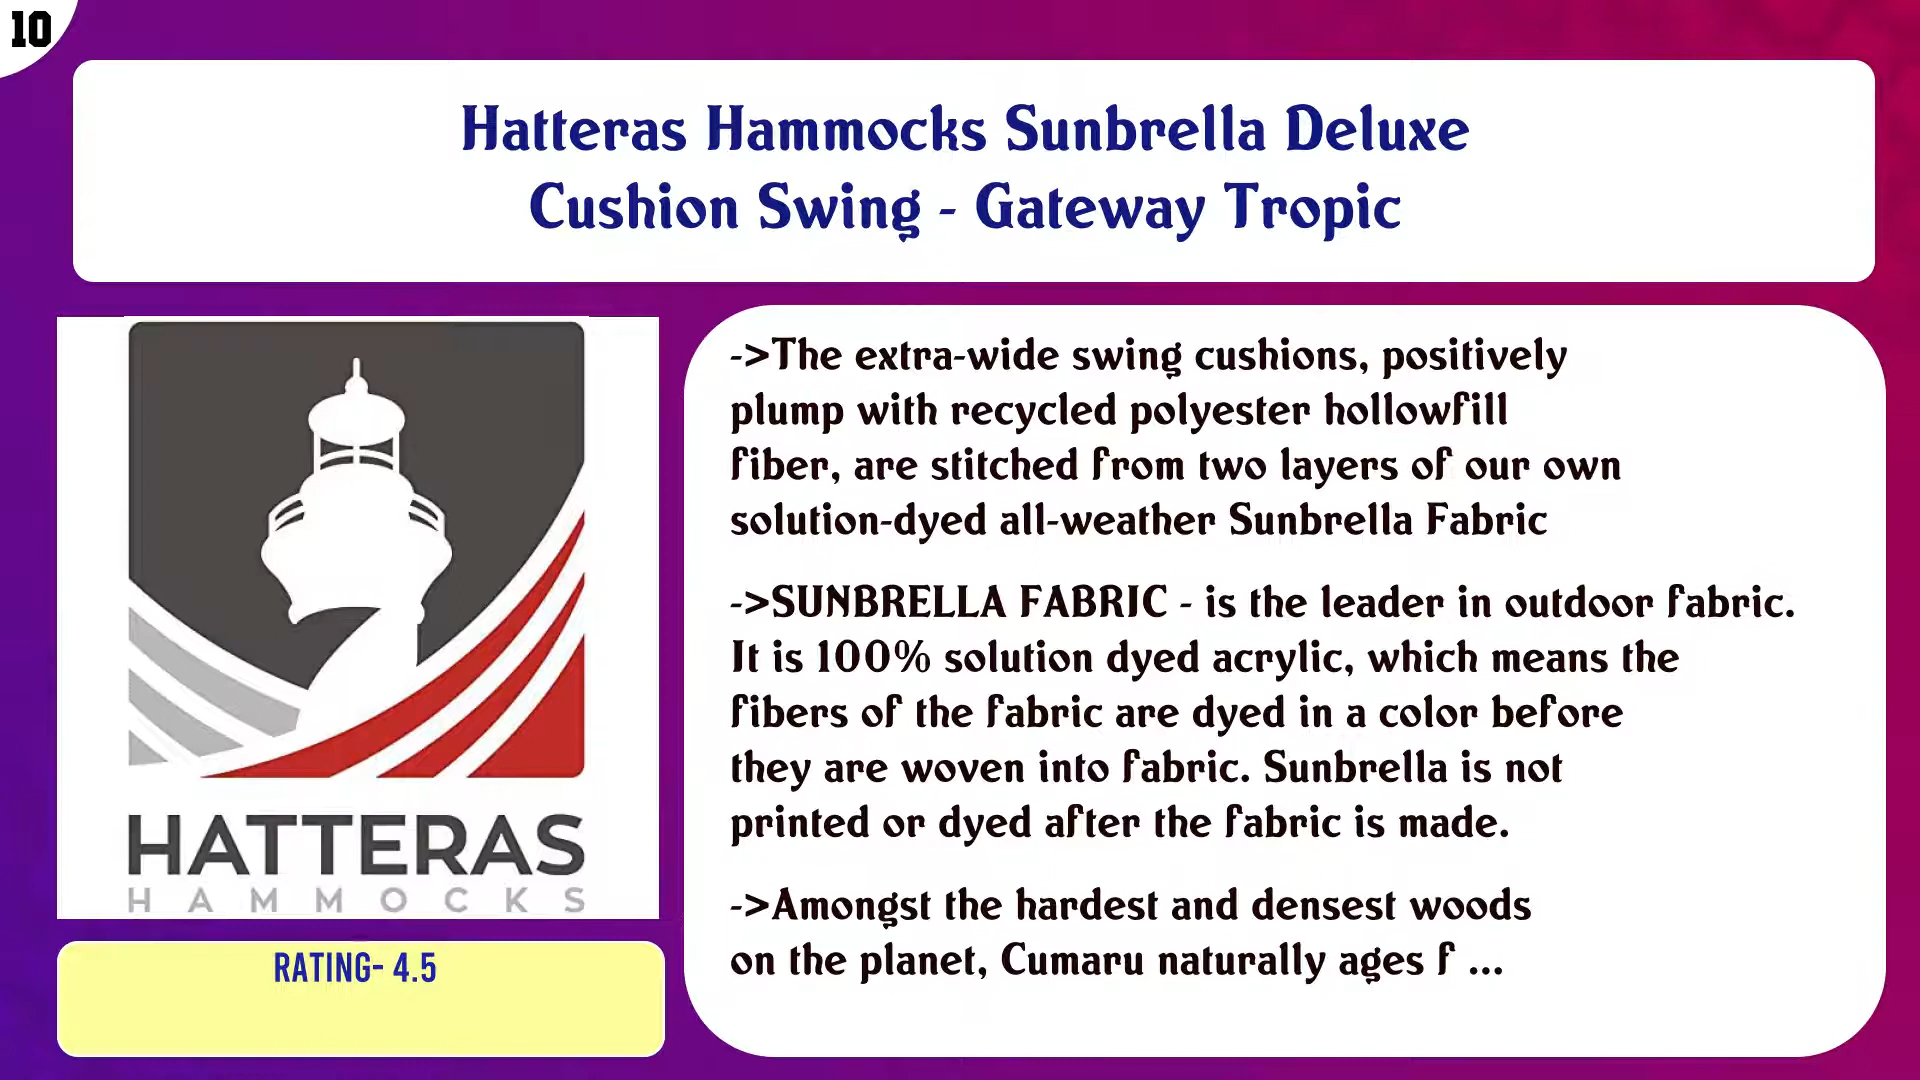 10
Hatteras Hammocks Sunbrella Deluxe
Cushion Swing - Gateway Tropic
->The extra-wide swing cushions, positively
plump with recycled polyester hollowfill
fiber, are stitched from two layers of our own
solution-dyed all-weather Sunbrella Fabric
->SUNBRELLA FABRIC - is the leader in outdoor fabric.
It is 100% solution dyed acrylic, which means the
fibers of the fabric are dyed in a color before
they are woven into fabric. Sunbrella is not
printed or dyed after the fabric is made.
->Amongst the hardest and densest woods
on the planet, Cumaru naturally ages f ...
HATTERAS
HAMMOCKS
RATING- 4.5